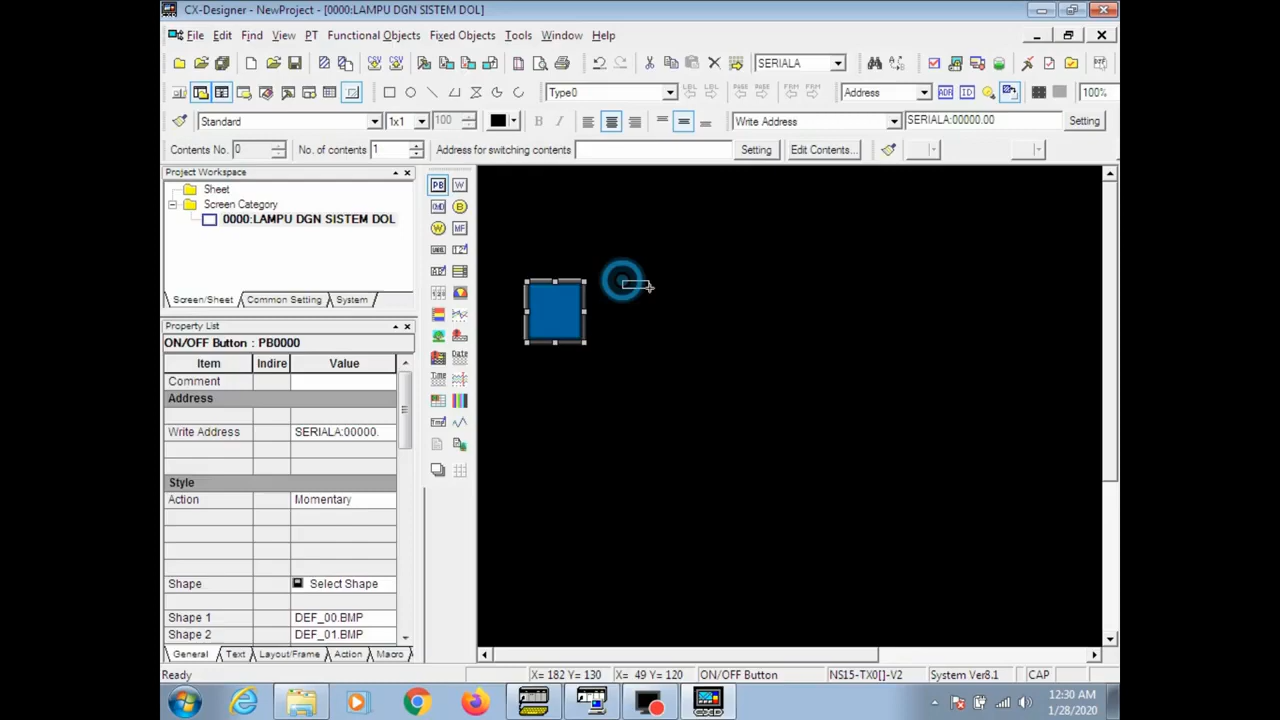 CX-Designer - NewProject - [0000:LAMPU DGN SISTEM DOL]
File Edit Find View PT Functional Objects Fixed Objects Tools Window Help
SERIALA
Type0 Address ADR ID 100%
Standard 1x1 100 B I Write Address SERIALA:00000.00 Setting
Contents No. 0 No. of contents 1 Address for switching contents Setting Edit Contents...
Project Workspace
Sheet
Screen Category
0000:LAMPU DGN SISTEM DOL
Screen/Sheet Common Setting System
Property List
ON/OFF Button : PB0000
Item Indire Value
Comment
Address
Write Address SERIALA:00000.
Style
Action Momentary
Shape Select Shape
Shape 1 DEF_00.BMP
Shape 2 DEF_01.BMP
General Text Layout/Frame Action Macro
PB W
CMD B
W MF
Date
Time
Ready X= 182 Y= 130 X= 49 Y= 120 ON/OFF Button NS15-TX0[]-V2 System Ver8.1 CAP
12:30 AM
1/28/2020